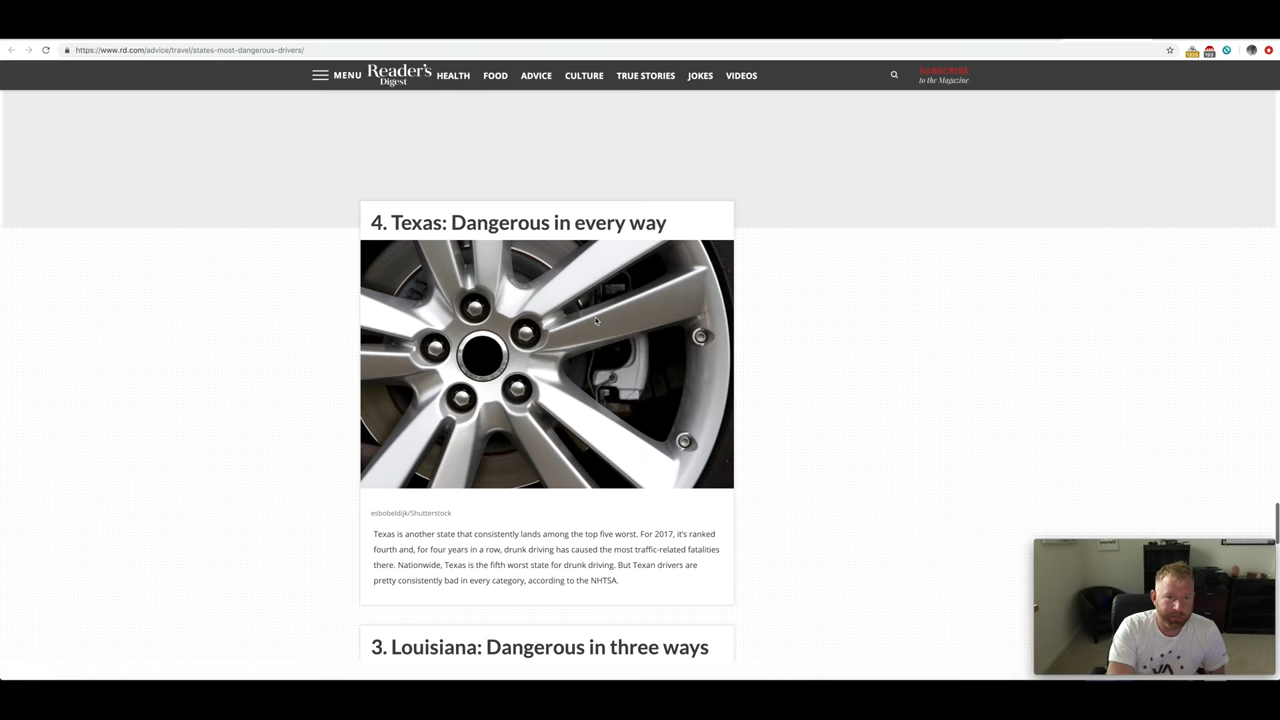 https://www.rd.com/advice/travel/states-most-dangerous-drivers/
MENU Reader's Digest HEALTH FOOD ADVICE CULTURE TRUE STORIES JOKES VIDEOS SUBSCRIBE
to the Magazine
4. Texas: Dangerous in every way
esbobeldijk/Shutterstock
Texas is another state that consistently lands among the top five worst. For 2017, it's ranked
fourth and, for four years in a row, drunk driving has caused the most traffic-related fatalities
there. Nationwide, Texas is the fifth worst state for drunk driving. But Texan drivers are
pretty consistently bad in every category, according to the NHTSA.
3. Louisiana: Dangerous in three ways